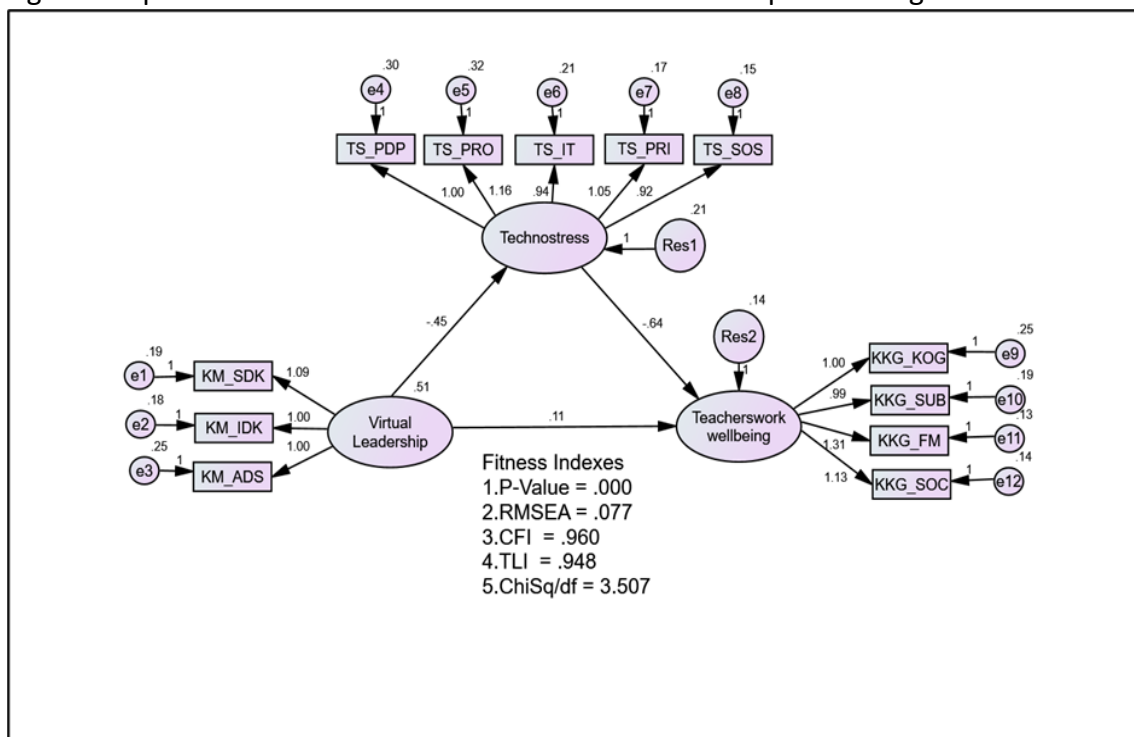 .30
.32
.21
.17
.15
e4
e5
e6
e7
e8
1
1
1
1
1
TS_PDP
TS_PRO
TS_IT
TS_PRI
TS_SOS
1.00
1.16
.94
1.05
.92
.21
Technostress
1
Res1
-.45
-.64
.14
Res2
1
.19
e1
1
KM_SDK
1.09
.18
e2
1
KM_IDK
1.00
.25
e3
1
KM_ADS
1.00
.51
Virtual
Leadership
.11
Teacherswork
wellbeing
1.00
.99
1.31
1.13
KKG_KOG
1
.25
e9
KKG_SUB
1
.19
e10
KKG_FM
1
.13
e11
KKG_SOC
1
.14
e12
Fitness Indexes
1.P-Value = .000
2.RMSEA = .077
3.CFI = .960
4.TLI = .948
5.ChiSq/df = 3.507